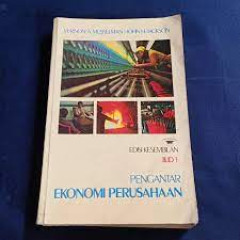 EDISI KESEMBILAN
JILID 1
PENGANTAR
EKONOMI PERUSAHAAN